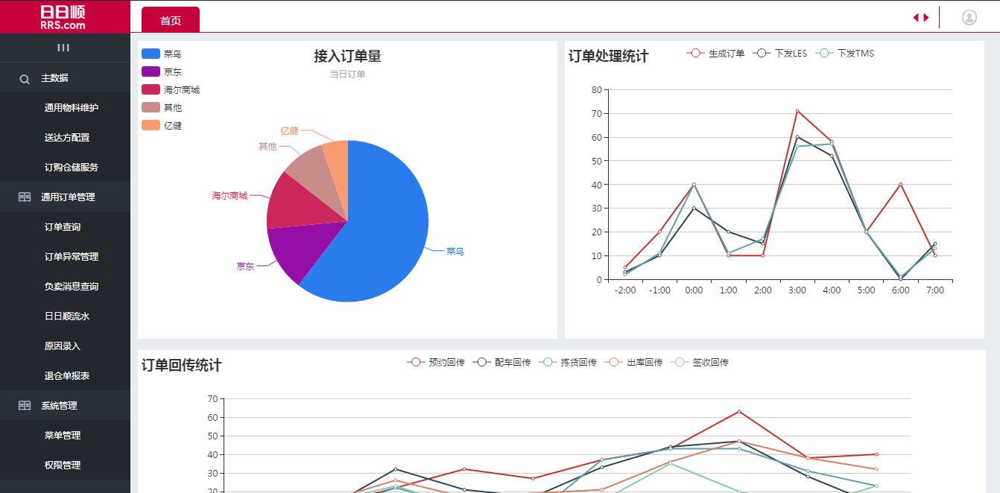 日日顺
RRS.com
首页
主数据
通用物料维护
送达方配置
订购仓储服务
通用订单管理
订单查询
订单异常管理
负卖消息查询
日日顺流水
原因录入
退仓单报表
系统管理
菜单管理
权限管理
接入订单量
当日订单
菜鸟
京东
海尔商城
其他
亿健
亿健
其他
海尔商城
京东
菜鸟
订单处理统计
生成订单 下发LES 下发TMS
80
70
60
50
40
30
20
10
0
-2:00 -1:00 0:00 1:00 2:00 3:00 4:00 5:00 6:00 7:00
订单回传统计
预约回传 配车回传 拣货回传 出库回传 签收回传
70
60
50
40
30
20